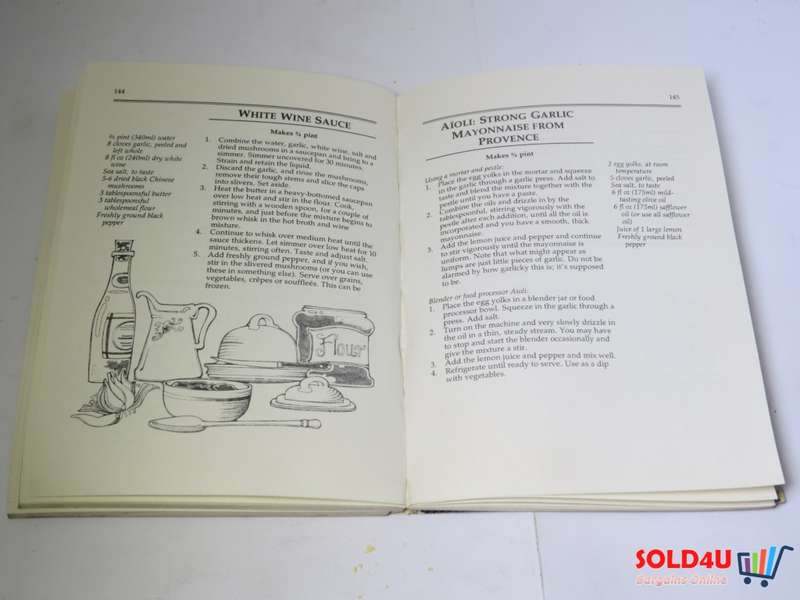 144
WHITE WINE SAUCE
Makes ¾ pint
8 cloves garlic, peeled and
left whole
8 fl oz (240ml) dry white
wine
Sea salt, to taste
5-6 dried black Chinese
mushrooms
3 tablespoonsful butter
3 tablespoonsful
wholemeal flour
Freshly ground black
pepper
1. Combine the water, garlic, white wine, salt and
dried mushrooms in a saucepan and bring to a
simmer. Simmer uncovered for 30 minutes.
Strain and retain the liquid.
2. Discard the garlic, and rinse the mushrooms,
remove their tough stems and slice the caps
into slivers. Set aside.
3. Heat the butter in a heavy-bottomed saucepan
over low heat and stir in the flour. Cook,
stirring with a wooden spoon, for a couple of
minutes, and just before the mixture begins to
brown whisk in the hot broth and wine
mixture.
4. Continue to whisk over medium heat until the
sauce thickens. Let simmer over low heat for 10
minutes, stirring often. Taste and adjust salt.
5. Add freshly ground pepper, and if you wish,
stir in the slivered mushrooms (or you can use
these in something else). Serve over grains,
vegetables, crêpes or souffleés. This can be
frozen.
Flour
145
AÏOLI: STRONG GARLIC
MAYONNAISE FROM
PROVENCE
Makes ¾ pint
Using a mortar and pestle:
1. Place the egg yolks in the mortar and squeeze
in the garlic through a garlic press. Add salt to
taste and blend the mixture together with the
pestle until you have a paste.
2. Combine the oils and drizzle in by the
tablespoonful, stirring vigorously with the
pestle after each addition, until all the oil is
incorporated and you have a smooth, thick
mayonnaise.
3. Add the lemon juice and pepper and continue
to stir vigorously until the mayonnaise is
uniform. Note that what might appear as
lumps are just little pieces of garlic. Do not be
alarmed by how garlicky this is; it's supposed
to be.
Blender or food processor Aïoli:
1. Place the egg yolks in a blender jar or food
processor bowl. Squeeze in the garlic through a
press. Add salt.
2. Turn on the machine and very slowly drizzle in
the oil in a thin, steady stream. You may have
to stop and start the blender occasionally and
give the mixture a stir.
3. Add the lemon juice and pepper and mix well.
4. Refrigerate until ready to serve. Use as a dip
with vegetables.
2 egg yolks, at room
temperature
5 cloves garlic, peeled
Sea salt, to taste
6 fl oz (175ml) mild-
tasting olive oil
6 fl oz (175ml) safflower
oil (or use all safflower
oil)
Juice of 1 large lemon
Freshly ground black
pepper
SOLD4U
Bargains Online